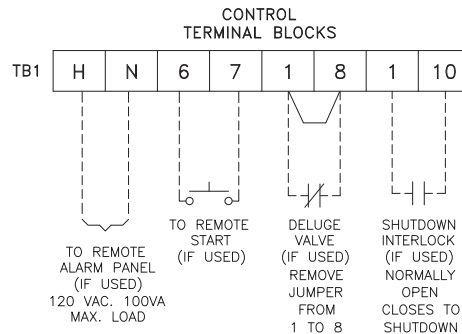 CONTROL
TERMINAL BLOCKS
TB1 H N 6 7 1 8 1 10
TO REMOTE
ALARM PANEL
(IF USED)
120 VAC. 100VA
MAX. LOAD
TO REMOTE
START
(IF USED)
DELUGE
VALVE
(IF USED)
REMOVE
JUMPER
FROM
1 TO 8
SHUTDOWN
INTERLOCK
(IF USED)
NORMALLY
OPEN
CLOSES TO
SHUTDOWN